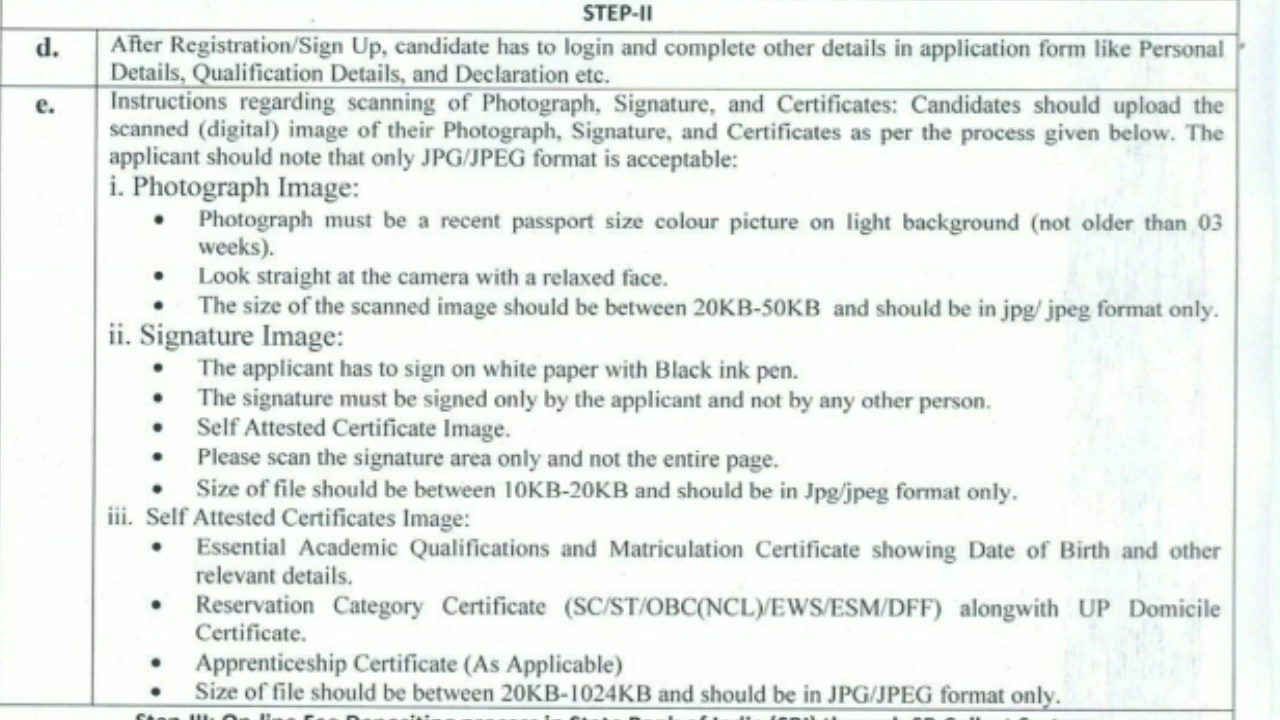 STEP-II
d. After Registration/Sign Up, candidate has to login and complete other details in application form like Personal
Details, Qualification Details, and Declaration etc.
e. Instructions regarding scanning of Photograph, Signature, and Certificates: Candidates should upload the
scanned (digital) image of their Photograph, Signature, and Certificates as per the process given below. The
applicant should note that only JPG/JPEG format is acceptable:
i. Photograph Image:
• Photograph must be a recent passport size colour picture on light background (not older than 03
weeks).
• Look straight at the camera with a relaxed face.
• The size of the scanned image should be between 20KB-50KB and should be in jpg/ jpeg format only.
ii. Signature Image:
• The applicant has to sign on white paper with Black ink pen.
• The signature must be signed only by the applicant and not by any other person.
• Self Attested Certificate Image.
• Please scan the signature area only and not the entire page.
• Size of file should be between 10KB-20KB and should be in Jpg/jpeg format only.
iii. Self Attested Certificates Image:
• Essential Academic Qualifications and Matriculation Certificate showing Date of Birth and other
relevant details.
• Reservation Category Certificate (SC/ST/OBC(NCL)/EWS/ESM/DFF) alongwith UP Domicile
Certificate.
• Apprenticeship Certificate (As Applicable)
• Size of file should be between 20KB-1024KB and should be in JPG/JPEG format only.